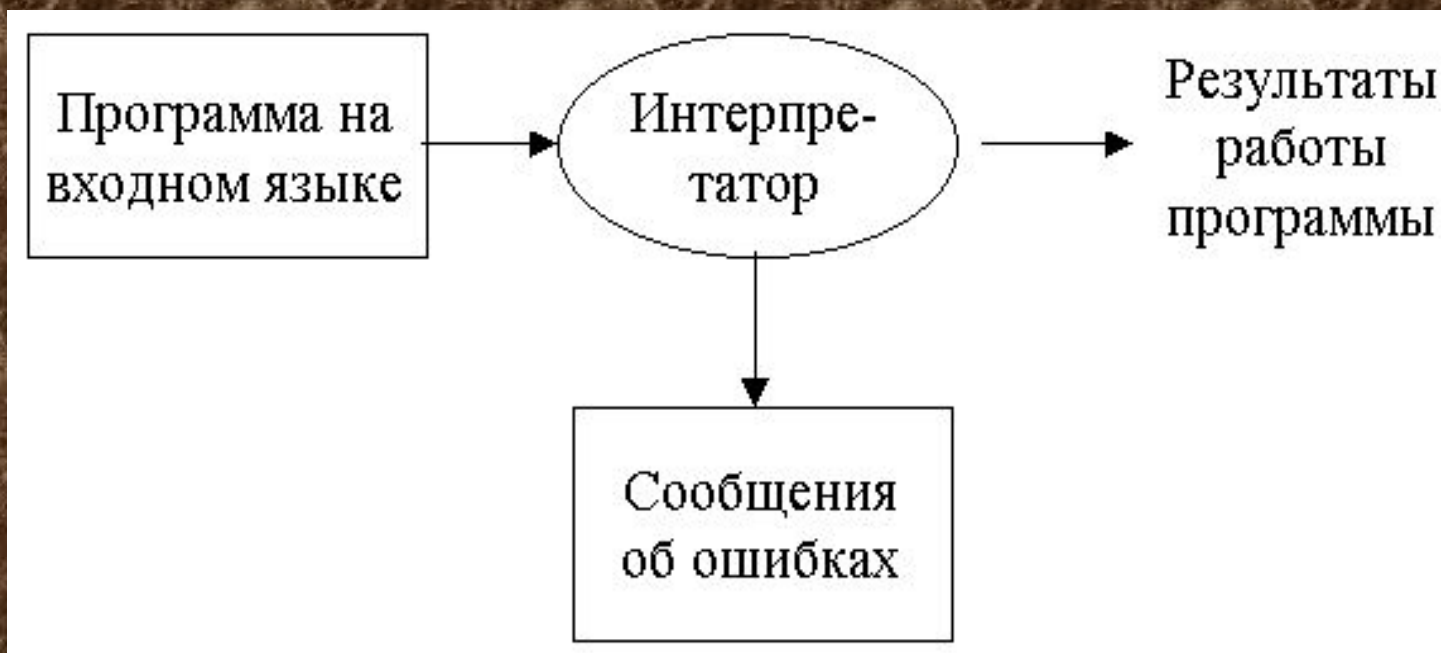 Программа на
входном языке
Интерпре-
татор
Результаты
работы
программы
Сообщения
об ошибках